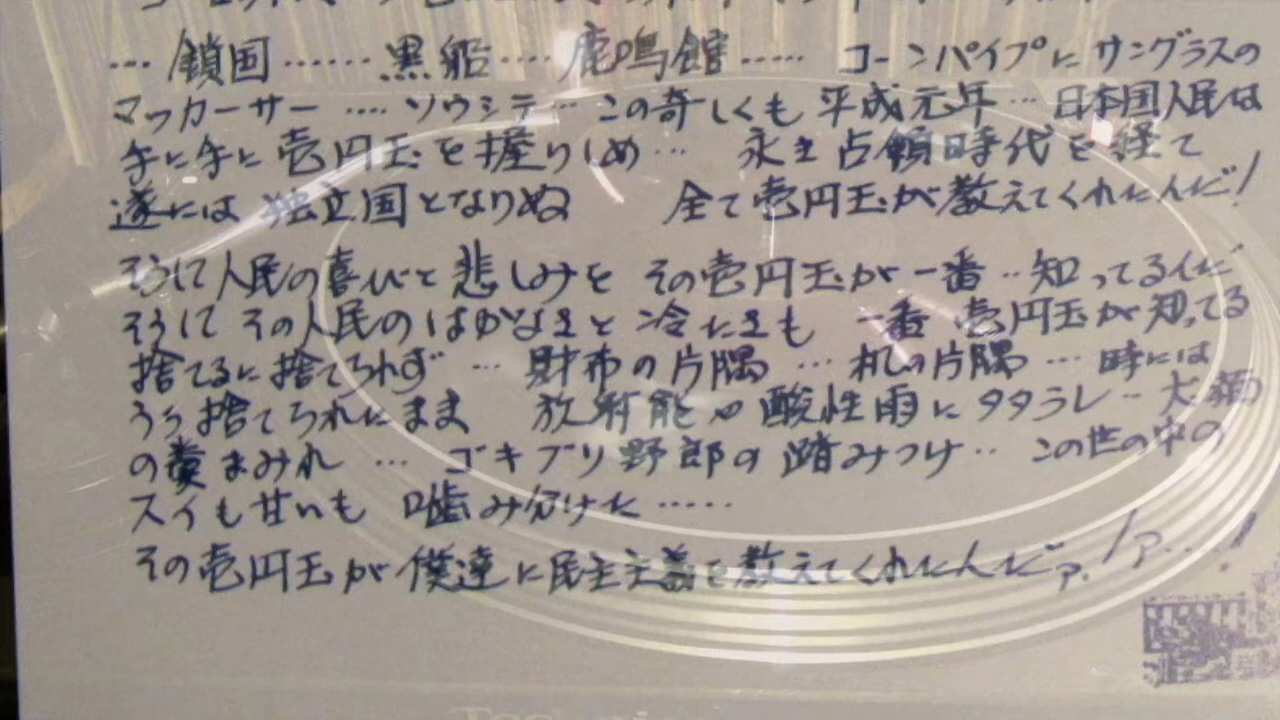 … 鎖国 …… 黒船 …… 鹿鳴館 …… コーンパイプに サングラスの
マッカーサー …… ソウシテ … この奇しくも 平成元年 … 日本国人民は
手に手に 壱円玉を握りしめ … 永き占領時代を経て
遂には 独立国となりぬ 全て壱円玉が教えてくれたんだ!
そうして人民の喜びと悲しみを その壱円玉が一番 ‥知ってるんだ
そうして その人民の はかなさと 冷たさも 一番 壱円玉が知ってる
捨てるに捨てられず … 財布の片隅 … 机の片隅 … 時には
うち捨てられたまま 放射能や酸性雨にタタラレ‥ 犬猫
の糞まみれ … ゴキブリ野郎の 踏みつけ‥ この世の中の
スイも甘いも 噛み分けた ……
その壱円玉が 僕達に民主主義を教えてくれたんだァ!ァ…!